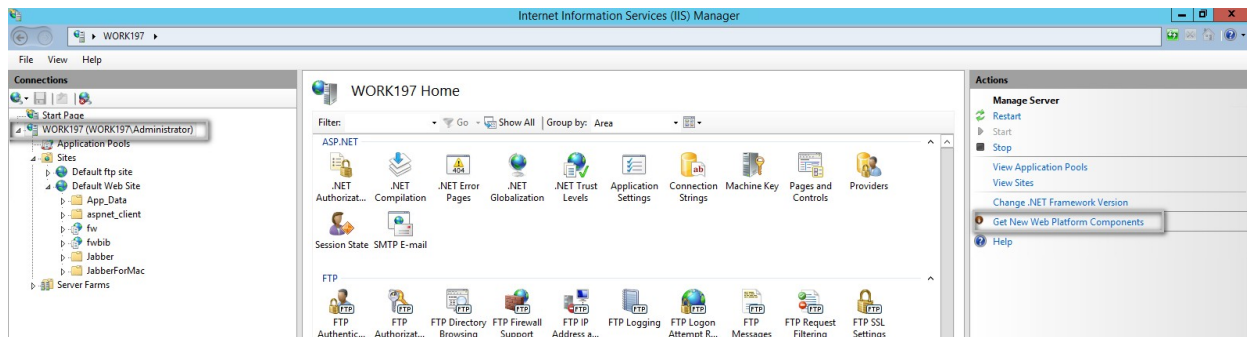 Internet Information Services (IIS) Manager
WORK197
File View Help
Connections
Start Page
WORK197 (WORK197\Administrator)
Application Pools
Sites
Default ftp site
Default Web Site
App_Data
aspnet_client
fw
fwbib
Jabber
JabberForMac
Server Farms
WORK197 Home
Filter: Go Show All Group by: Area
ASP.NET
.NET .NET .NET Error .NET .NET Trust Application Connection Machine Key Pages and Providers
Authorizat... Compilation Pages Globalization Levels Settings Strings Controls
Session State SMTP E-mail
FTP
FTP FTP FTP Directory FTP Firewall FTP IP FTP Logging FTP Logon FTP FTP Request FTP SSL
Authentic... Authorizat... Browsing Support Address a... Attempt R... Messages Filtering Settings
Actions
Manage Server
Restart
Start
Stop
View Application Pools
View Sites
Change .NET Framework Version
Get New Web Platform Components
Help